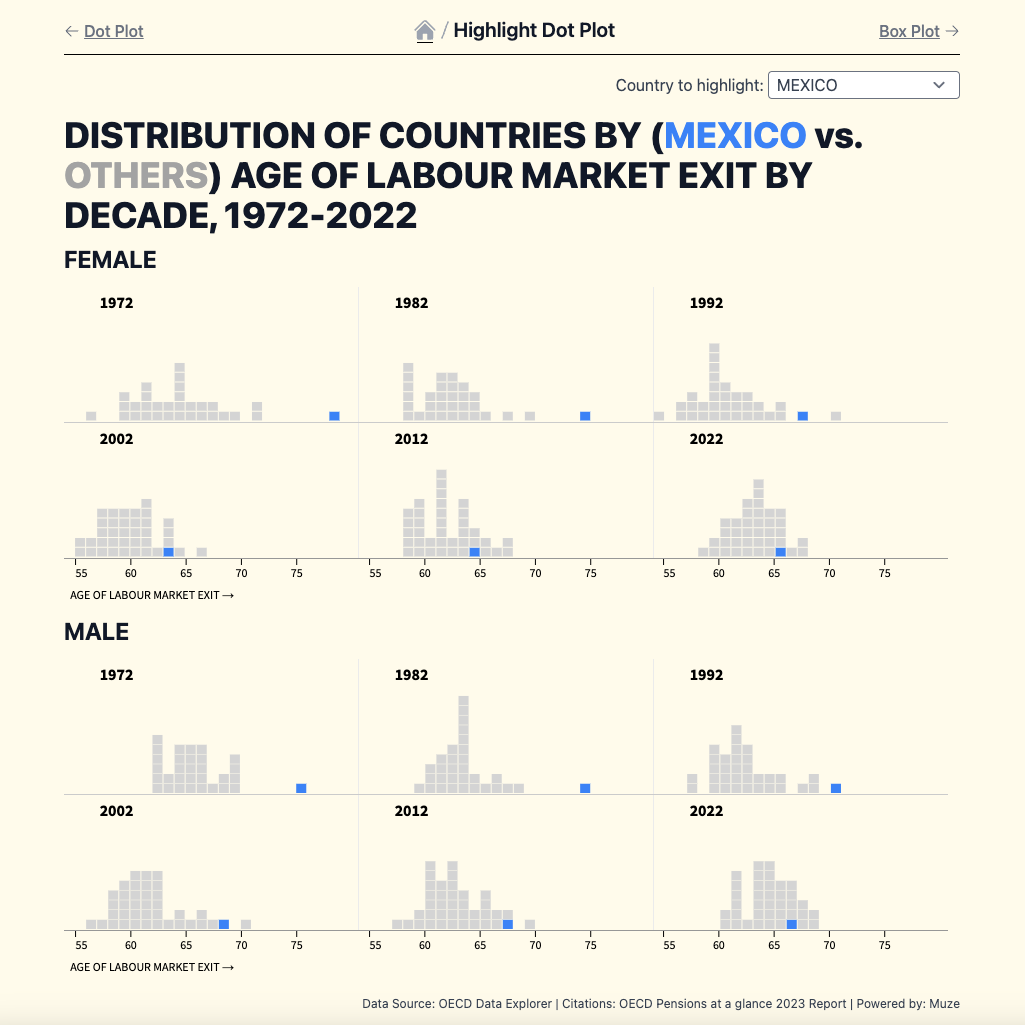 ← Dot Plot
/ Highlight Dot Plot
Box Plot →
Country to highlight: MEXICO
DISTRIBUTION OF COUNTRIES BY (MEXICO vs.
OTHERS) AGE OF LABOUR MARKET EXIT BY
DECADE, 1972-2022
FEMALE
1972 1982 1992
2002 2012 2022
55 60 65 70 75 55 60 65 70 75 55 60 65 70 75
AGE OF LABOUR MARKET EXIT →
MALE
1972 1982 1992
2002 2012 2022
55 60 65 70 75 55 60 65 70 75 55 60 65 70 75
AGE OF LABOUR MARKET EXIT →
Data Source: OECD Data Explorer | Citations: OECD Pensions at a glance 2023 Report | Powered by: Muze